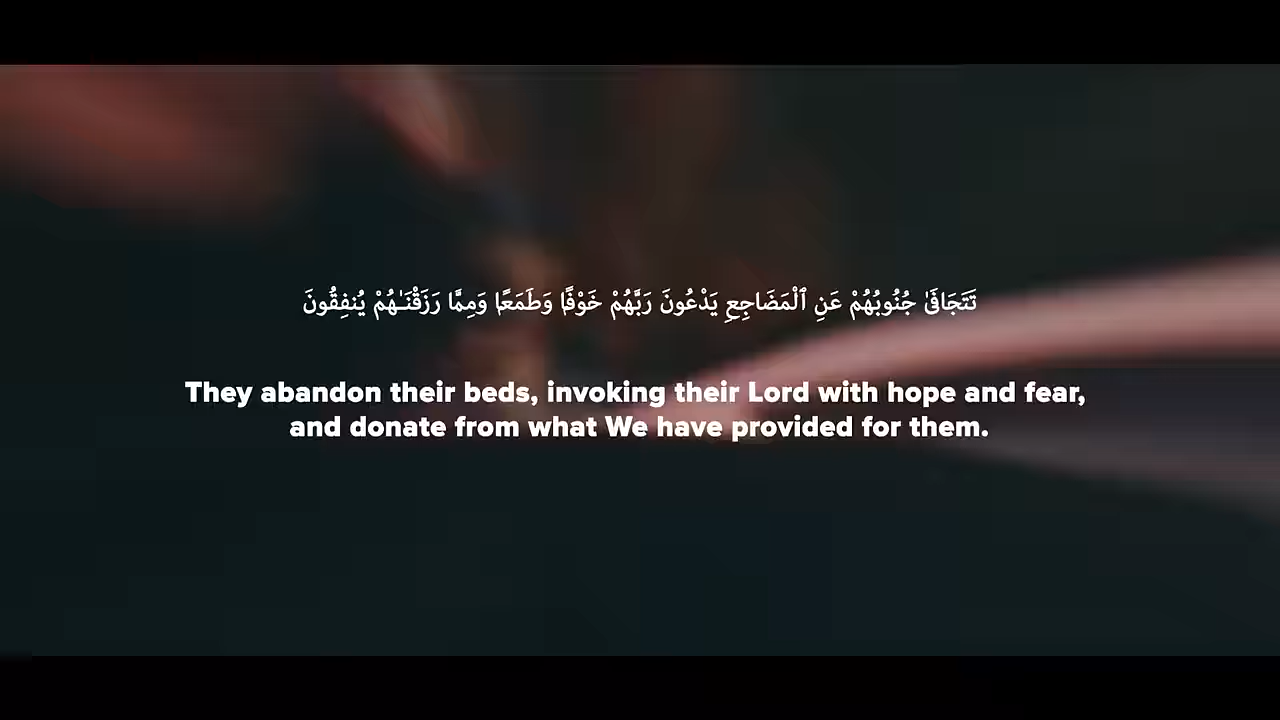 تَتَجَافَىٰ جُنُوبُهُمْ عَنِ ٱلْمَضَاجِعِ يَدْعُونَ رَبَّهُمْ خَوْفًا وَطَمَعًا وَمِمَّا رَزَقْنَـٰهُمْ يُنفِقُونَ
They abandon their beds, invoking their Lord with hope and fear,
and donate from what We have provided for them.